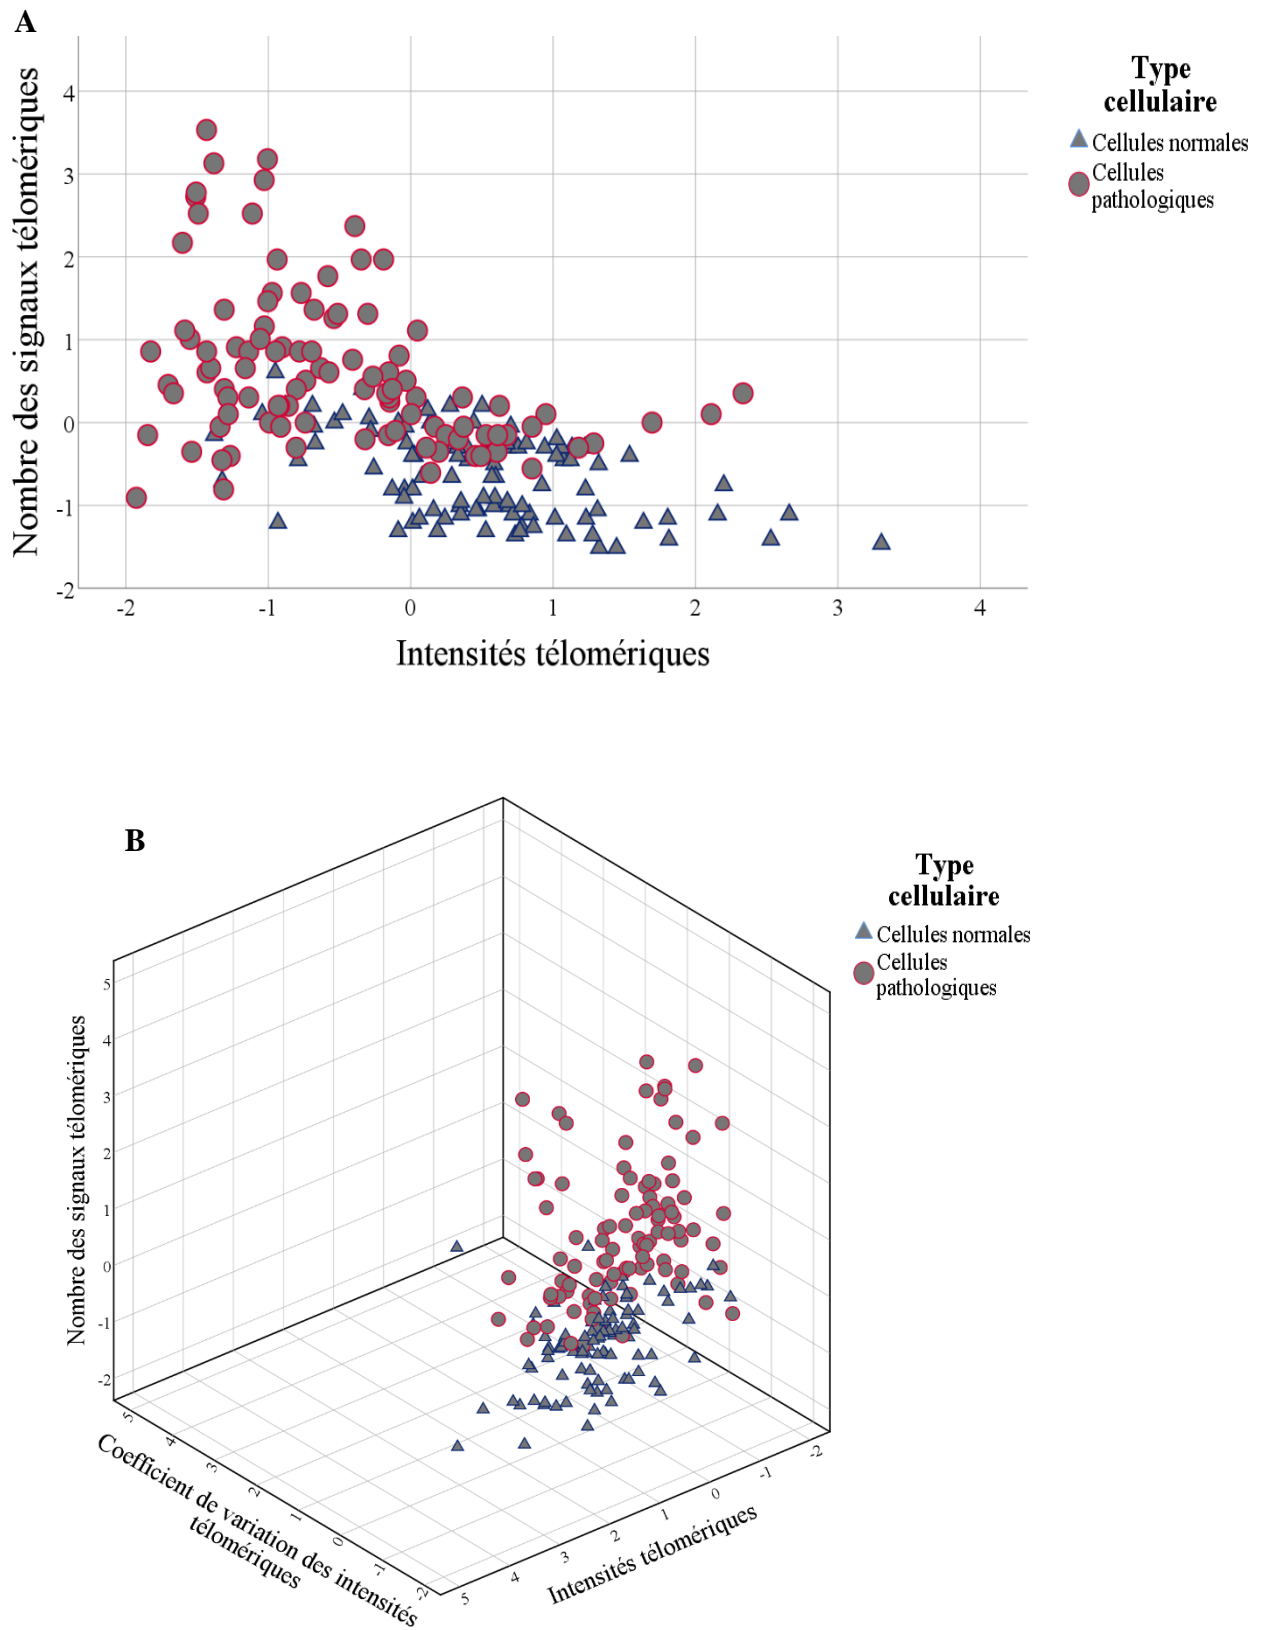 A
Type
cellulaire
Cellules normales
Cellules
pathologiques
Nombre des signaux télomériques
4
3
2
1
0
-1
-2
-2
-1
0
1
2
3
4
Intensités télomériques
B
Type
cellulaire
Cellules normales
Cellules
pathologiques
Nombre des signaux télomériques
5
4
3
2
1
0
-1
-2
5
4
3
2
1
0
-1
-2
Coefficient de variation des intensités
télomériques
5
4
3
2
1
0
-1
-2
Intensités télomériques